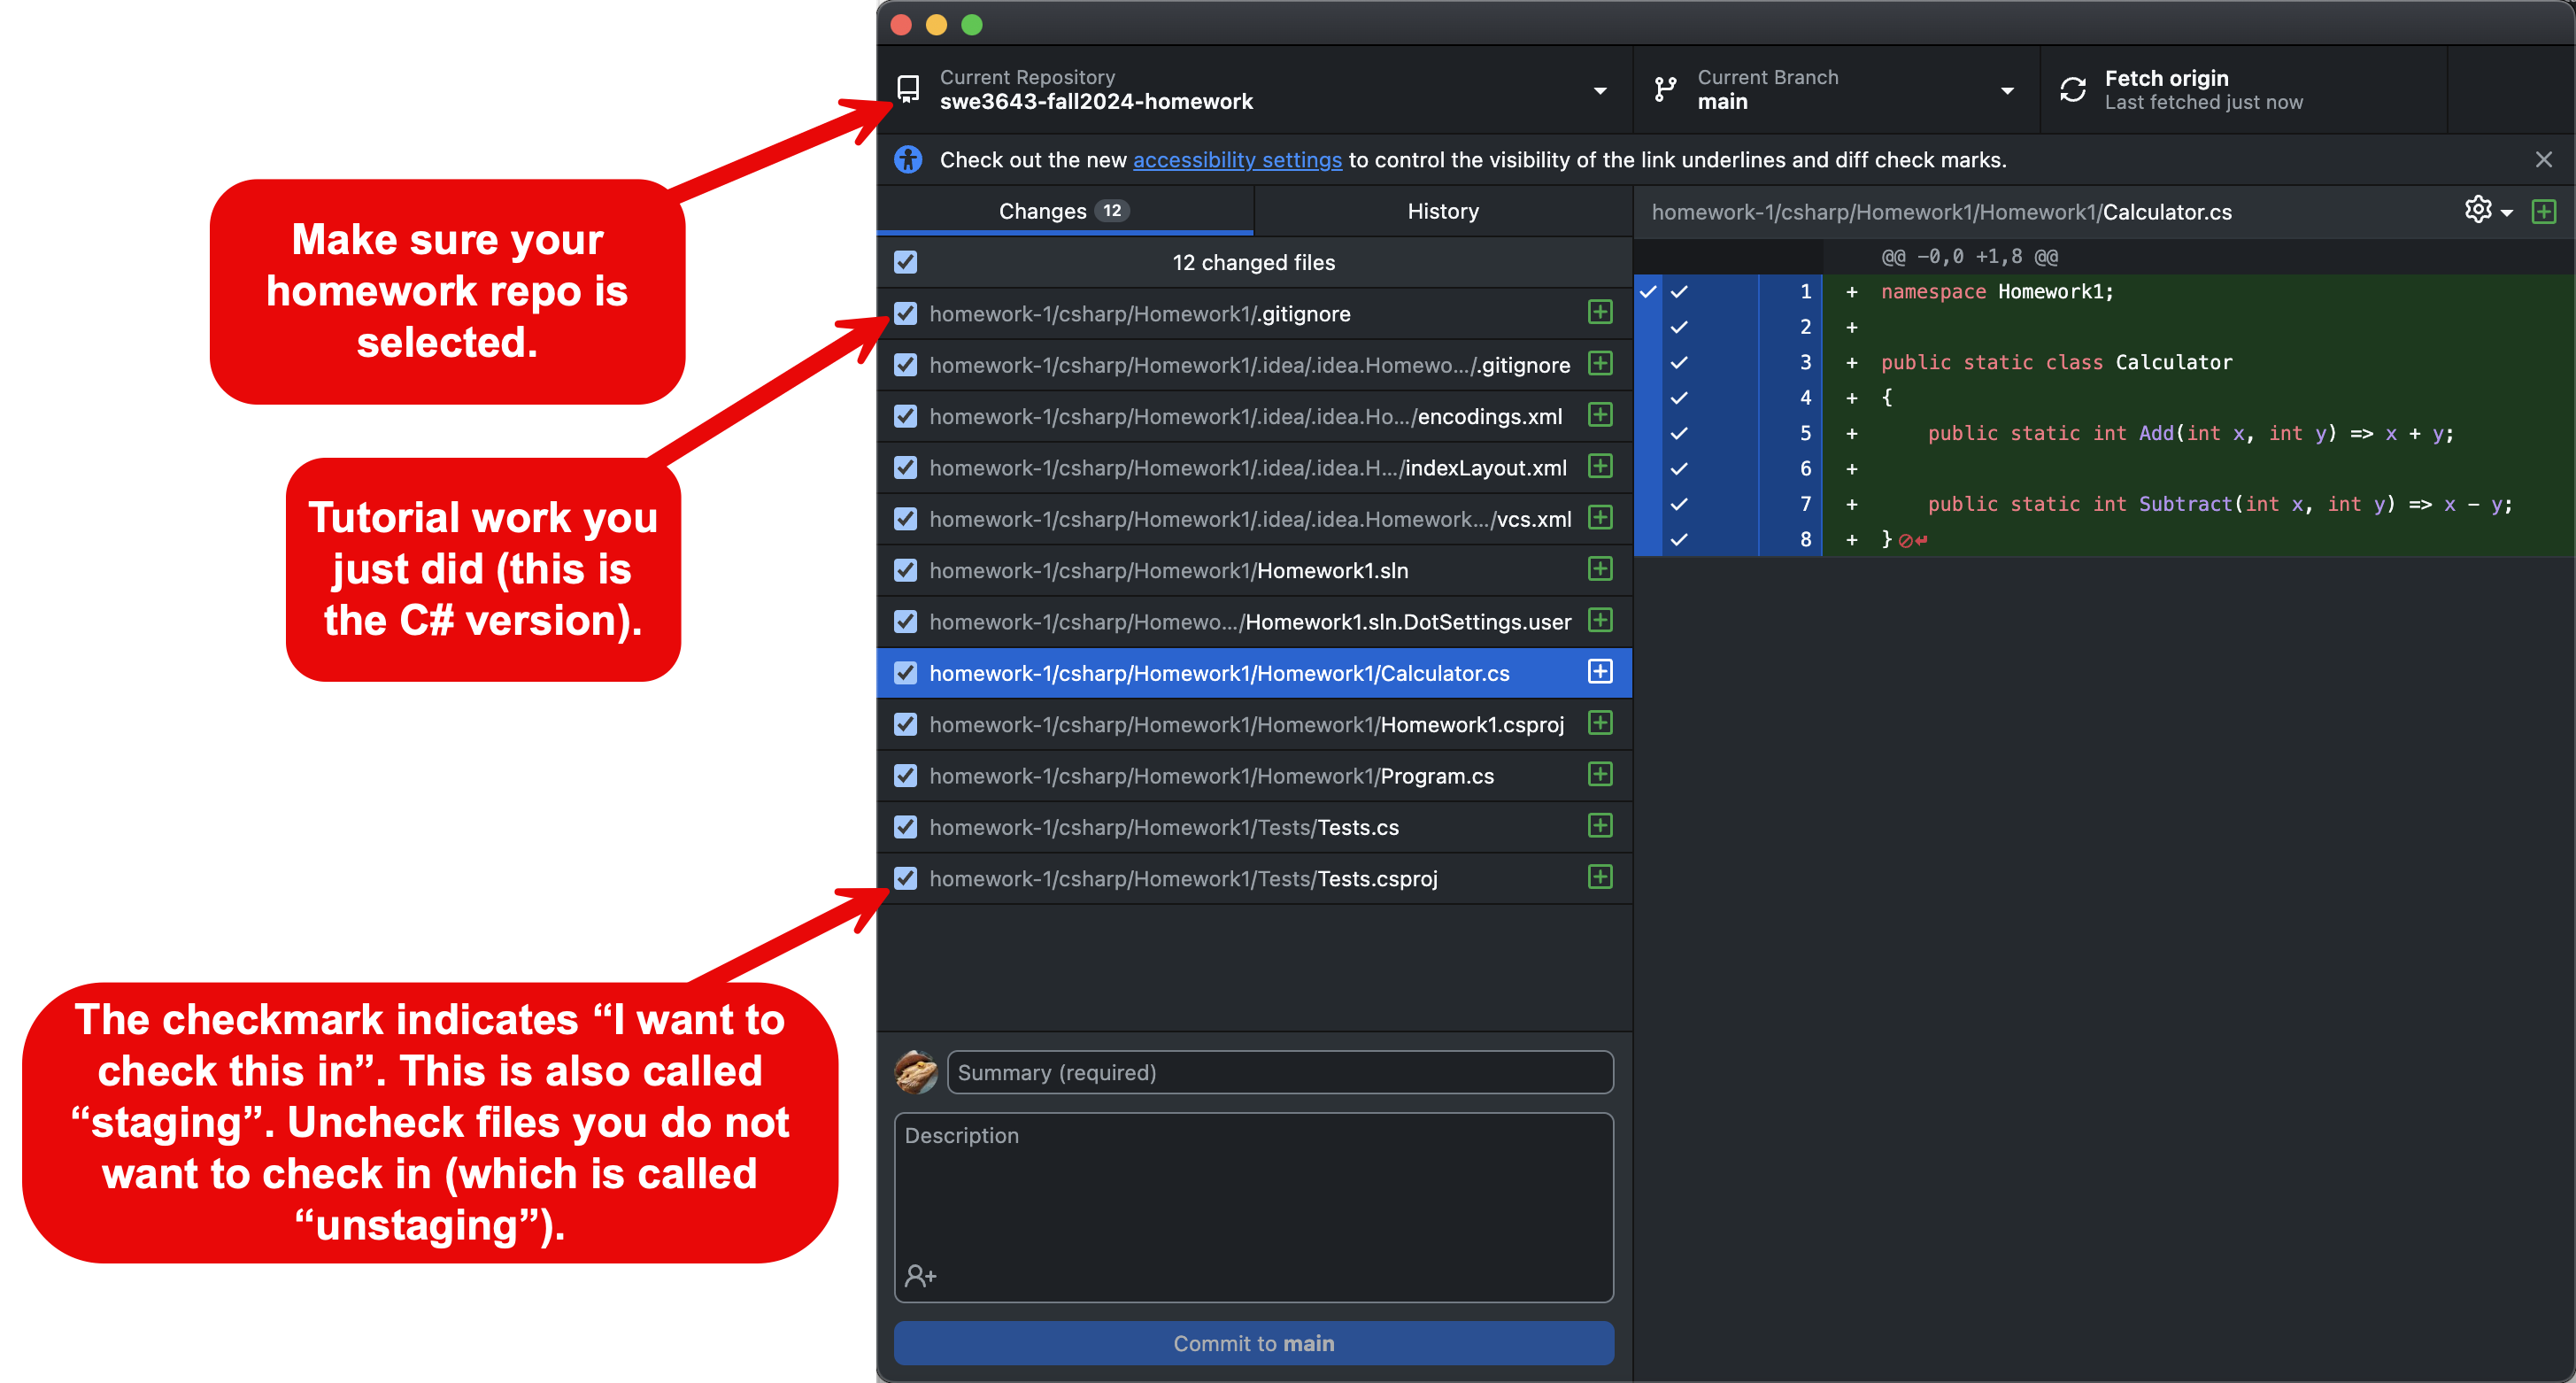 Current Repository
swe3643-fall2024-homework
Current Branch
main
Fetch origin
Last fetched just now
Check out the new accessibility settings to control the visibility of the link underlines and diff check marks.
Make sure your
homework repo is
selected.
Tutorial work you
just did (this is
the C# version).
The checkmark indicates “I want to
check this in”. This is also called
“staging”. Uncheck files you do not
want to check in (which is called
“unstaging”).
Changes 12
History
12 changed files
homework-1/csharp/Homework1/.gitignore
homework-1/csharp/Homework1/.idea/.idea.Homewo.../.gitignore
homework-1/csharp/Homework1/.idea/.idea.Ho.../encodings.xml
homework-1/csharp/Homework1/.idea/.idea.H.../indexLayout.xml
homework-1/csharp/Homework1/.idea/.idea.Homework.../vcs.xml
homework-1/csharp/Homework1/Homework1.sln
homework-1/csharp/Homewo.../Homework1.sln.DotSettings.user
homework-1/csharp/Homework1/Homework1/Calculator.cs
homework-1/csharp/Homework1/Homework1/Homework1.csproj
homework-1/csharp/Homework1/Homework1/Program.cs
homework-1/csharp/Homework1/Tests/Tests.cs
homework-1/csharp/Homework1/Tests/Tests.csproj
Summary (required)
Description
Commit to main
homework-1/csharp/Homework1/Homework1/Calculator.cs
@@ -0,0 +1,8 @@
1 + namespace Homework1;
2 +
3 + public static class Calculator
4 + {
5 + public static int Add(int x, int y) => x + y;
6 +
7 + public static int Subtract(int x, int y) => x - y;
8 + }